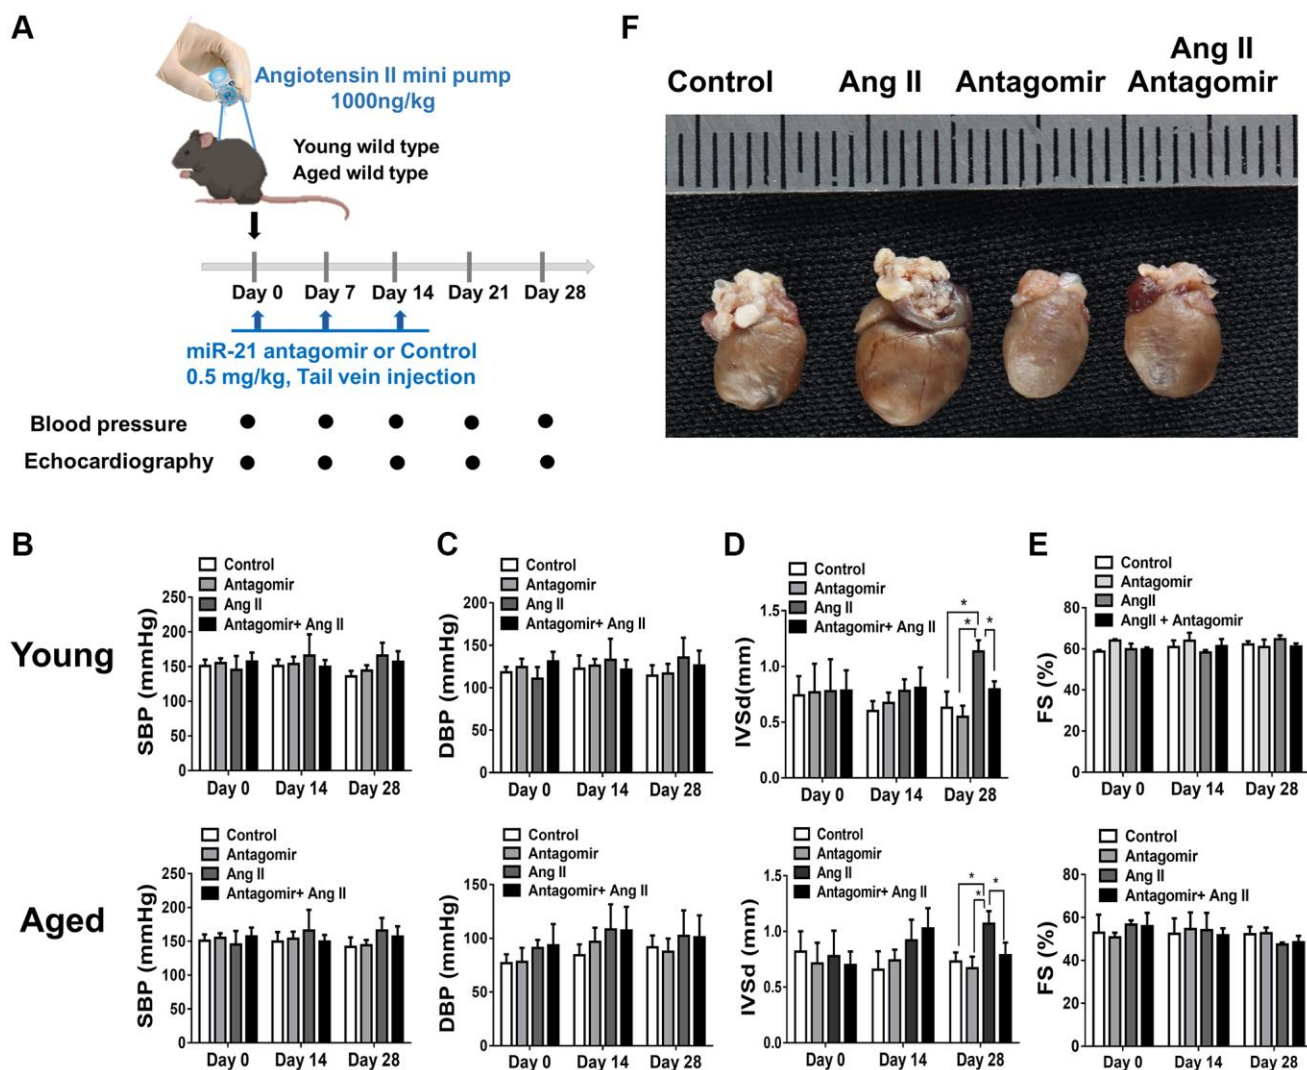 A
Angiotensin II mini pump
1000ng/kg
Young wild type
Aged wild type
Day 0 Day 7 Day 14 Day 21 Day 28
miR-21 antagomir or Control
0.5 mg/kg, Tail vein injection
Blood pressure
Echocardiography
F
Control Ang II Antagomir Ang II
Antagomir
Young
Aged
B
Control
Antagomir
Ang II
Antagomir+ Ang II
SBP (mmHg)
250
200
150
100
50
0
Day 0 Day 14 Day 28
Control
Antagomir
Ang II
Antagomir+ Ang II
SBP (mmHg)
250
200
150
100
50
0
Day 0 Day 14 Day 28
C
Control
Antagomir
Ang II
Antagomir+ Ang II
DBP (mmHg)
200
150
100
50
0
Day 0 Day 14 Day 28
Control
Antagomir
Ang II
Antagomir+ Ang II
DBP (mmHg)
150
100
50
0
Day 0 Day 14 Day 28
D
Control
Antagomir
Ang II
Antagomir+ Ang II
IVSd(mm)
1.5
1.0
0.5
0.0
* * *
Day 0 Day 14 Day 28
Control
Antagomir
Ang II
Antagomir+ Ang II
IVSd (mm)
1.5
1.0
0.5
0.0
* * *
Day 0 Day 14 Day 28
E
Control
Antagomir
AngII
AngII + Antagomir
FS (%)
80
60
40
20
0
Day 0 Day 14 Day 28
Control
Antagomir
Ang II
Antagomir+ Ang II
FS (%)
80
60
40
20
0
Day 0 Day 14 Day 28